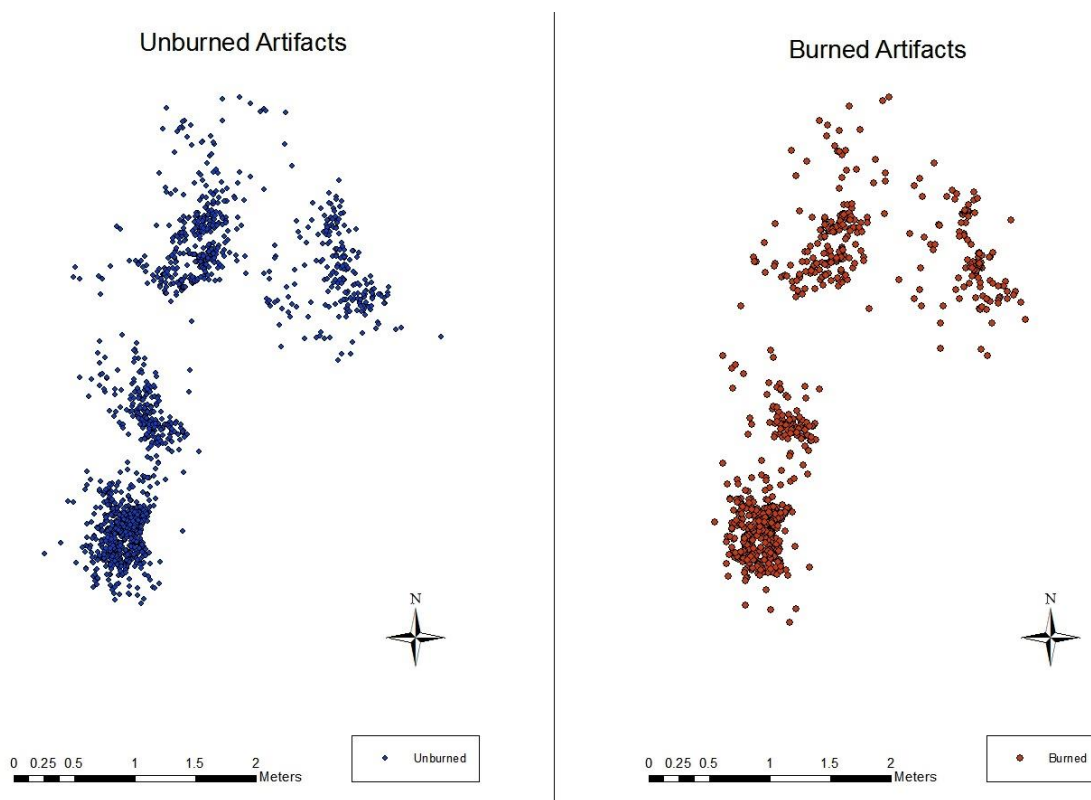 Unburned Artifacts
N
Unburned
0 0.25 0.5 1 1.5 2
Meters
Burned Artifacts
N
Burned
0 0.25 0.5 1 1.5 2
Meters